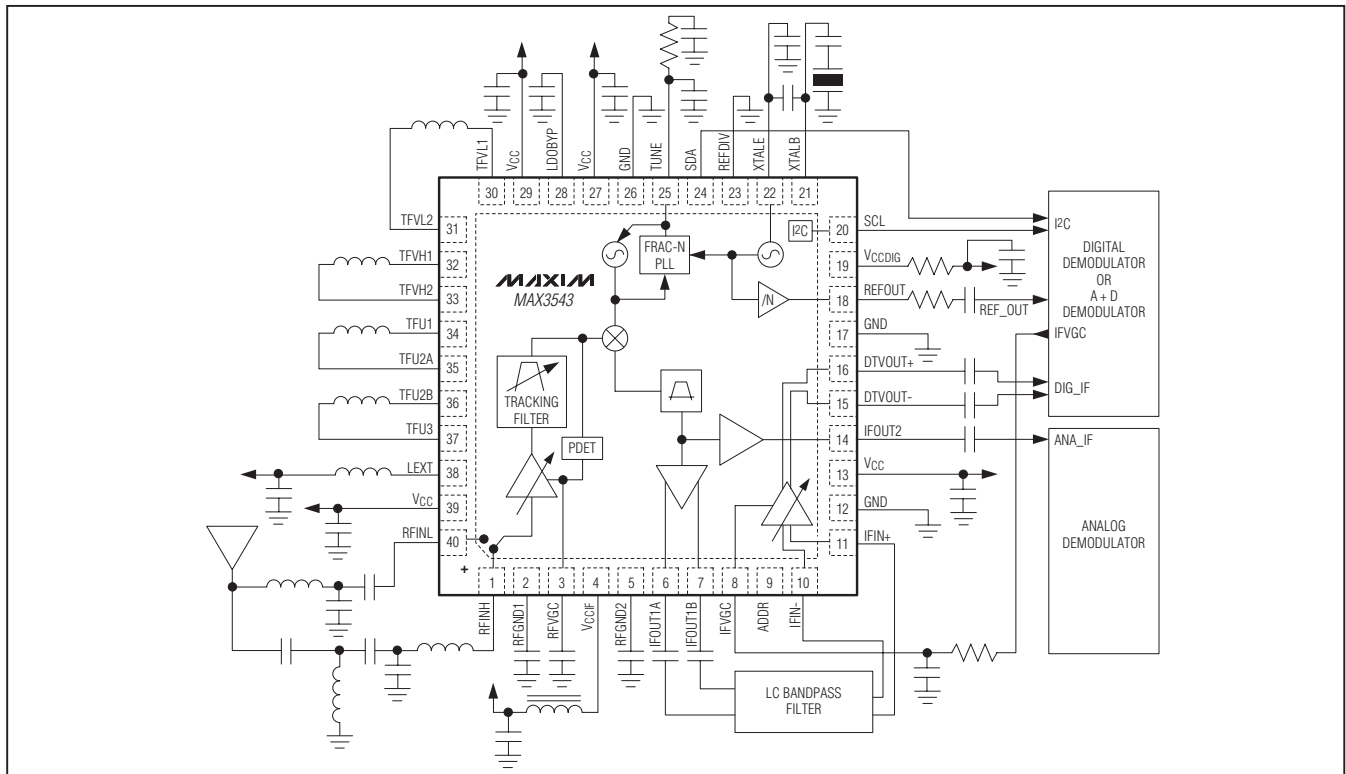 TFVL1
VCC
LDOBYP
VCC
GND
TUNE
SDA
REFDIV
XTALE
XTALB
30
29
28
27
26
25
24
23
22
21
TFVL2
31
TFVH1
32
TFVH2
33
TFU1
34
TFU2A
35
TFU2B
36
TFU3
37
LEXT
38
VCC
39
RFINL
40
+
MAXIM
MAX3543
FRAC-N
PLL
I2C
/N
TRACKING
FILTER
PDET
20
SCL
19
VCCDIG
18
REFOUT
REF_OUT
17
GND
16
DTVOUT+
15
DTVOUT-
14
IFOUT2
13
VCC
12
GND
11
IFIN+
1
2
3
4
5
6
7
8
9
10
RFINH
RFGND1
RFVGC
VCCIF
RFGND2
IFOUT1A
IFOUT1B
IFVGC
ADDR
IFIN-
LC BANDPASS
FILTER
I2C
DIGITAL
DEMODULATOR
OR
A + D
DEMODULATOR
IFVGC
DIG_IF
ANA_IF
ANALOG
DEMODULATOR